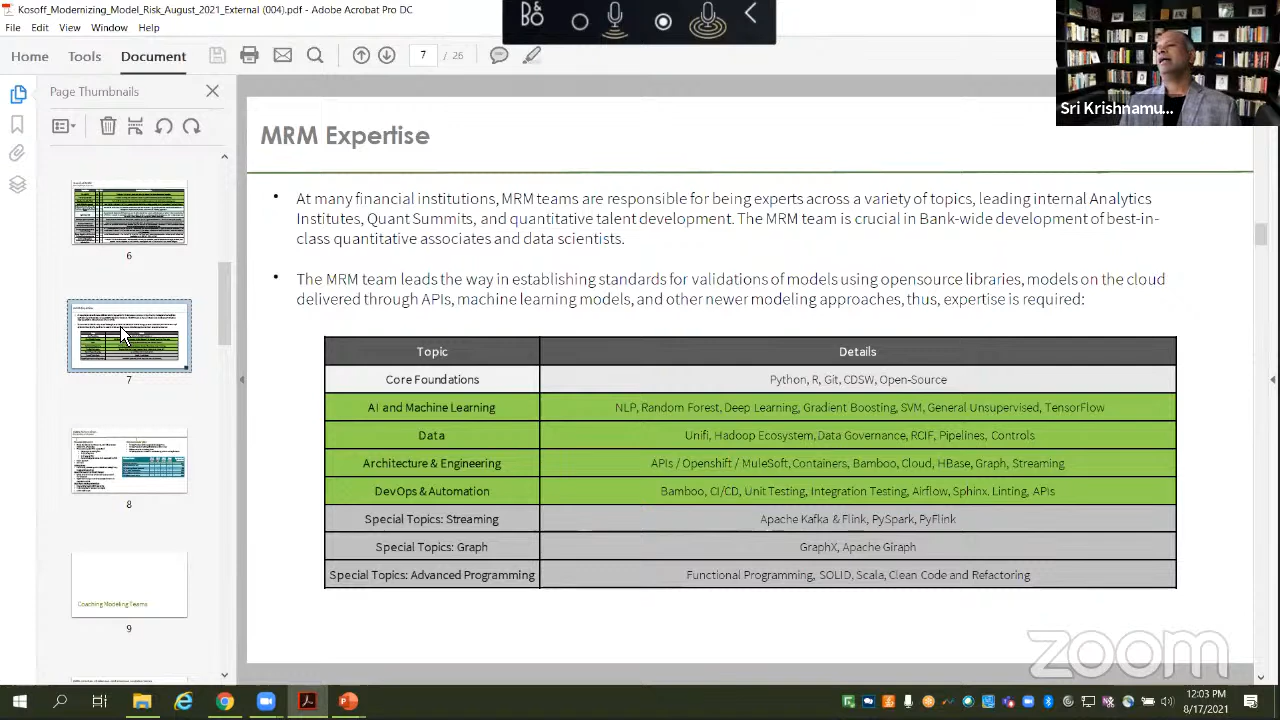 Kosoff_Modernizing_Model_Risk_August_2021_External (004).pdf - Adobe Acrobat Pro DC
File Edit View Window Help
Home Tools Document
7 / 26
B&O
Sri Krishnamu...
Page Thumbnails
6
7
8
Coaching Modeling Teams
9
MRM Expertise
• At many financial institutions, MRM teams are responsible for being experts across a variety of topics, leading internal Analytics
Institutes, Quant Summits, and quantitative talent development. The MRM team is crucial in Bank-wide development of best-in-
class quantitative associates and data scientists.
• The MRM team leads the way in establishing standards for validations of models using opensource libraries, models on the cloud
delivered through APIs, machine learning models, and other newer modeling approaches, thus, expertise is required:
Topic Details
Core Foundations Python, R, Git, CDSW, Open-Source
AI and Machine Learning NLP, Random Forest, Deep Learning, Gradient Boosting, SVM, General Unsupervised, TensorFlow
Data Unifi, Hadoop Ecosystem, Data Governance, RCIF, Pipelines, Controls
Architecture & Engineering APIs / Openshift / MuleSoft, Containers, Bamboo, Cloud, HBase, Graph, Streaming
DevOps & Automation Bamboo, CI/CD, Unit Testing, Integration Testing, Airflow, Sphinx. Linting, APIs
Special Topics: Streaming Apache Kafka & Flink, PySpark, PyFlink
Special Topics: Graph GraphX, Apache Giraph
Special Topics: Advanced Programming Functional Programming, SOLID. Scala, Clean Code and Refactoring
zoom
12:03 PM
8/17/2021